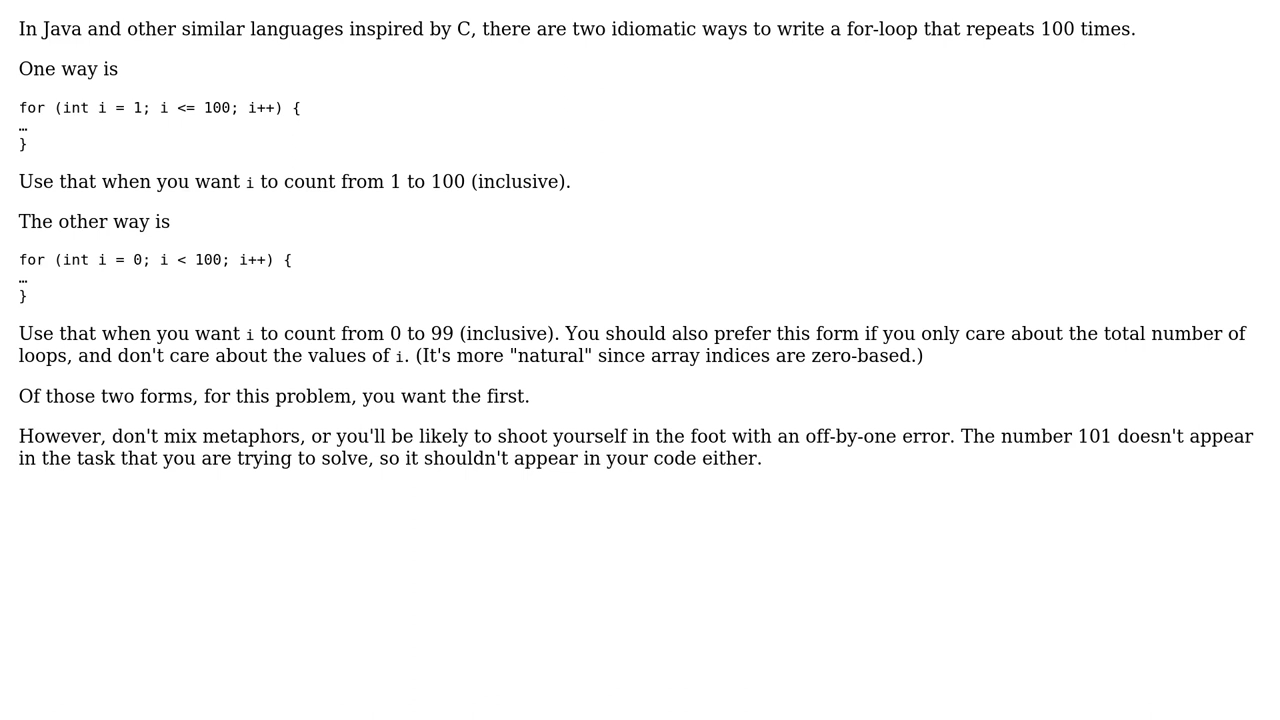 In Java and other similar languages inspired by C, there are two idiomatic ways to write a for-loop that repeats 100 times.
One way is
for (int i = 1; i <= 100; i++) {
…
}
Use that when you want i to count from 1 to 100 (inclusive).
The other way is
for (int i = 0; i < 100; i++) {
…
}
Use that when you want i to count from 0 to 99 (inclusive). You should also prefer this form if you only care about the total number of
loops, and don't care about the values of i. (It's more "natural" since array indices are zero-based.)
Of those two forms, for this problem, you want the first.
However, don't mix metaphors, or you'll be likely to shoot yourself in the foot with an off-by-one error. The number 101 doesn't appear
in the task that you are trying to solve, so it shouldn't appear in your code either.